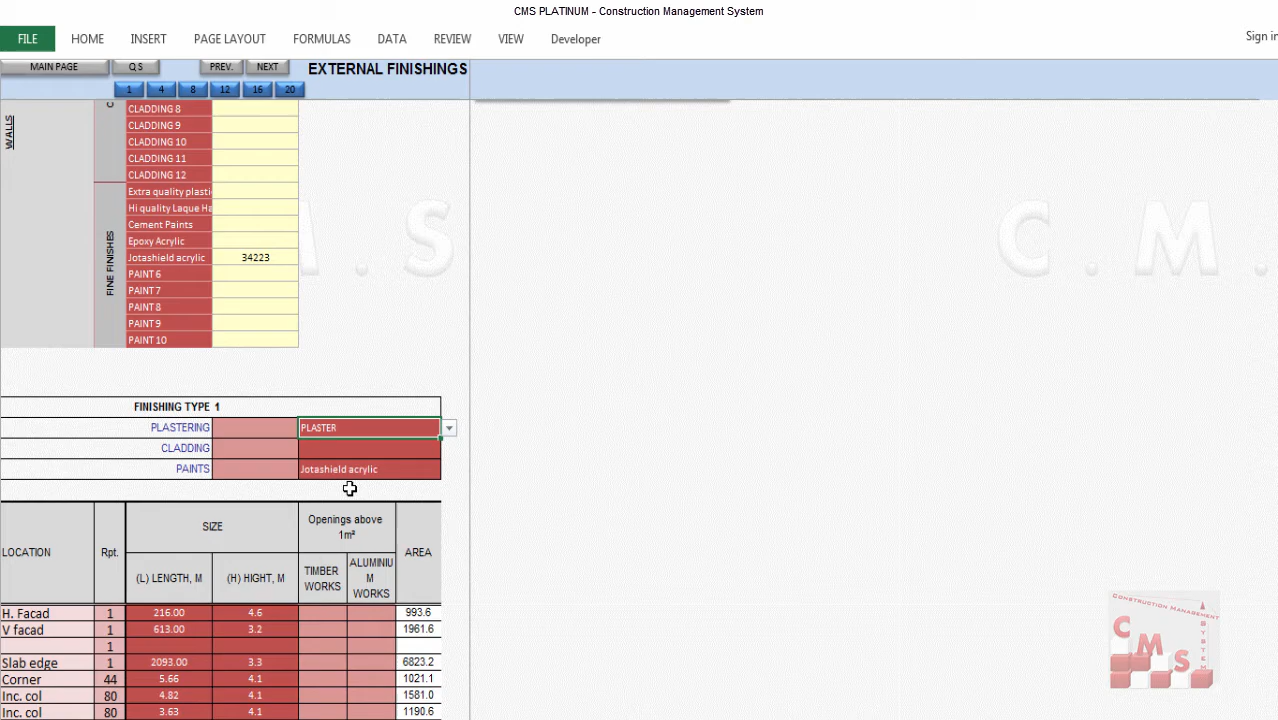 CMS PLATINUM - Construction Management System
FILE HOME INSERT PAGE LAYOUT FORMULAS DATA REVIEW VIEW Developer Sign in
MAIN PAGE Q S PREV. NEXT EXTERNAL FINISHINGS
1 4 8 12 16 20
WALLS
C
CLADDING 8
CLADDING 9
CLADDING 10
CLADDING 11
CLADDING 12
FINE FINISHES
Extra quality plasti
Hi quality Laque Ha
Cement Paints
Epoxy Acrylic
Jotashield acrylic 34223
PAINT 6
PAINT 7
PAINT 8
PAINT 9
PAINT 10
M.S C.M.
FINISHING TYPE 1
PLASTERING PLASTER
CLADDING
PAINTS Jotashield acrylic
LOCATION Rpt. SIZE Openings above 1m² AREA
(L) LENGTH, M (H) HIGHT, M TIMBER WORKS ALUMINIU M WORKS
H. Facad 1 216.00 4.6 993.6
V facad 1 613.00 3.2 1961.6
1
Slab edge 1 2093.00 3.3 6823.2
Corner 44 5.66 4.1 1021.1
Inc. col 80 4.82 4.1 1581.0
Inc. col 80 3.63 4.1 1190.6
Construction Management
SYSTEM
CMS